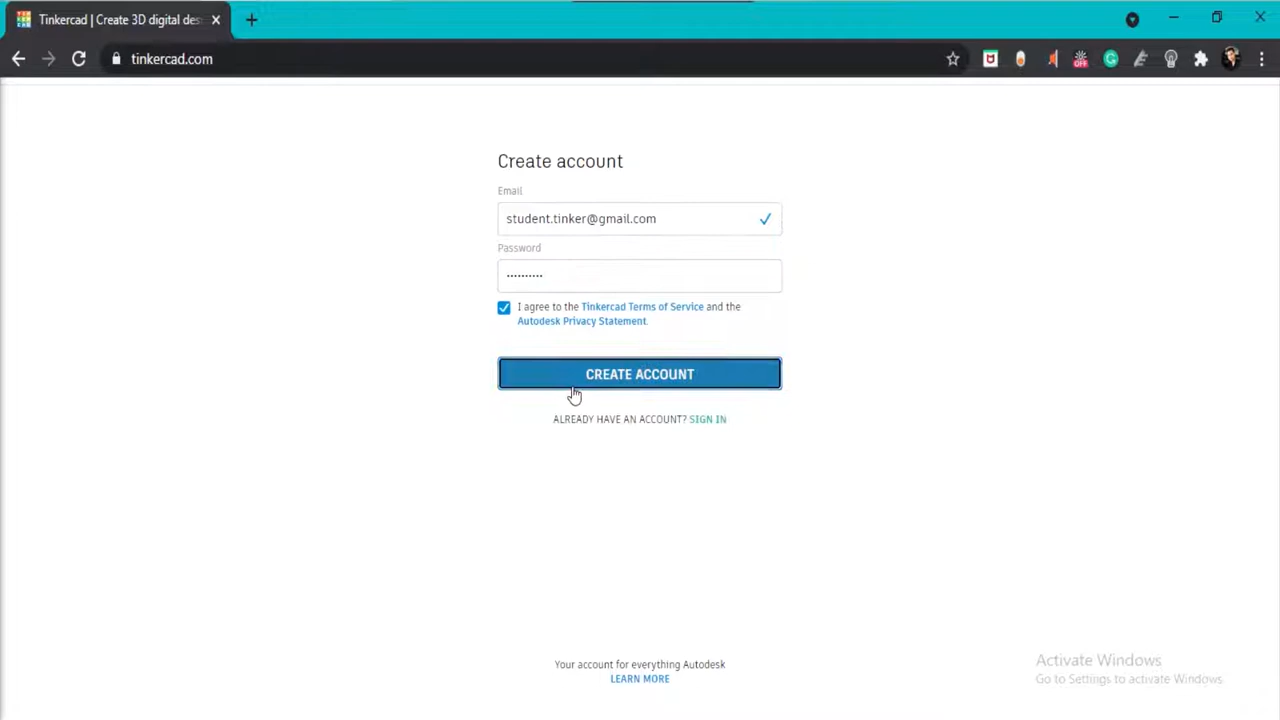 Tinkercad | Create 3D digital des
tinkercad.com
OFF
Create account
Email
student.tinker@gmail.com
Password
I agree to the Tinkercad Terms of Service and the
Autodesk Privacy Statement.
CREATE ACCOUNT
ALREADY HAVE AN ACCOUNT? SIGN IN
Your account for everything Autodesk
LEARN MORE
Activate Windows
Go to Settings to activate Windows.